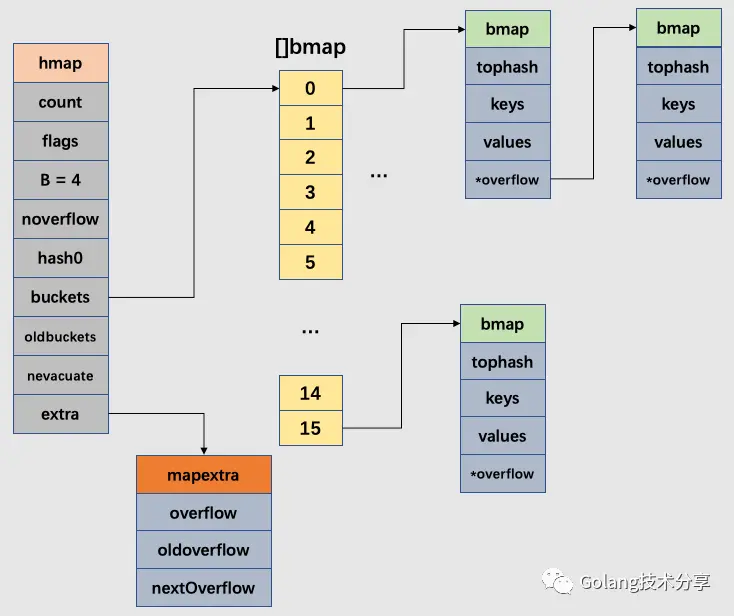 hmap
count
flags
B = 4
noverflow
hash0
buckets
oldbuckets
nevacuate
extra
[]bmap
0
1
2
3
4
5
...
...
14
15
bmap
tophash
keys
values
*overflow
bmap
tophash
keys
values
*overflow
bmap
tophash
keys
values
*overflow
mapextra
overflow
oldoverflow
nextOverflow
Golang技术分享